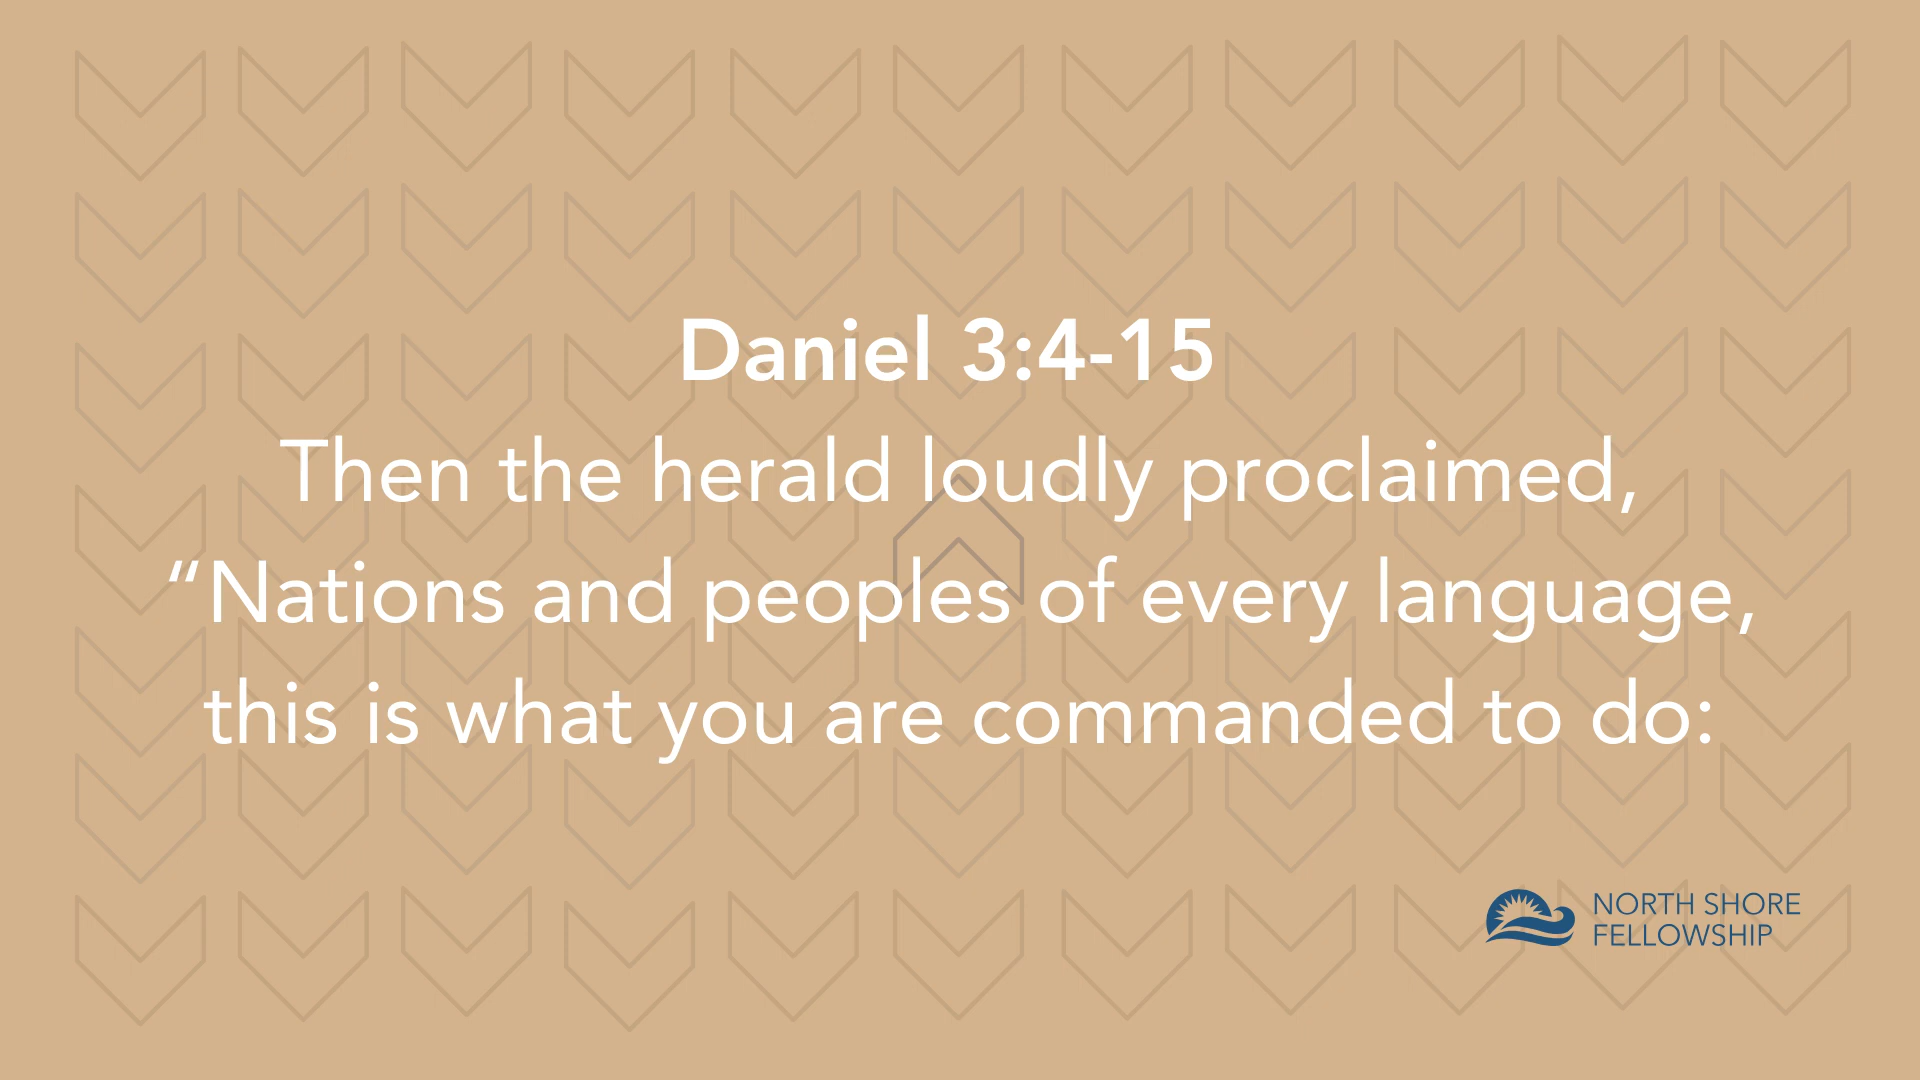 Daniel 3:4-15
Then the herald loudly proclaimed,
“Nations and peoples of every language,
this is what you are commanded to do:
NORTH SHORE
FELLOWSHIP